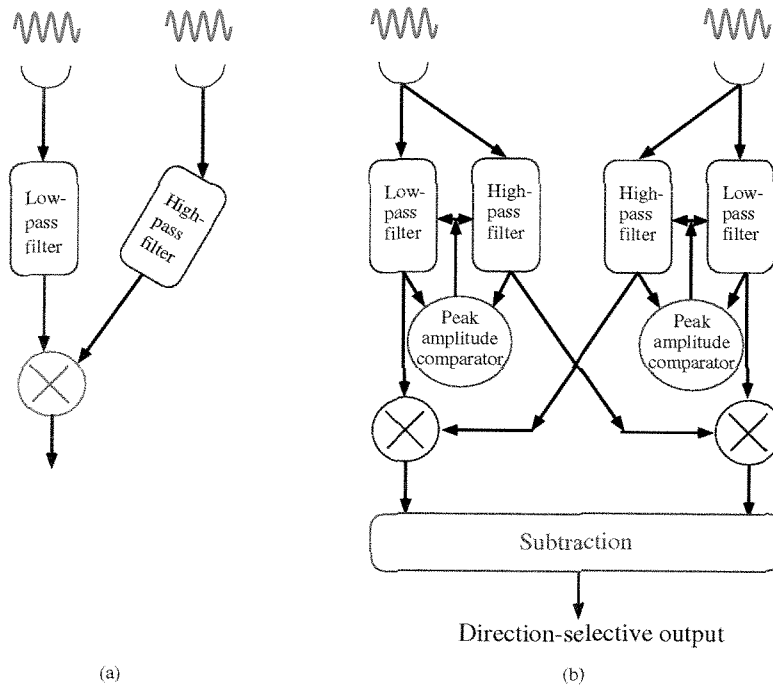 Low-
pass
filter
High-
pass
filter
(a)
Low-
pass
filter
High-
pass
filter
High-
pass
filter
Low-
pass
filter
Peak
amplitude
comparator
Peak
amplitude
comparator
Subtraction
Direction-selective output
(b)